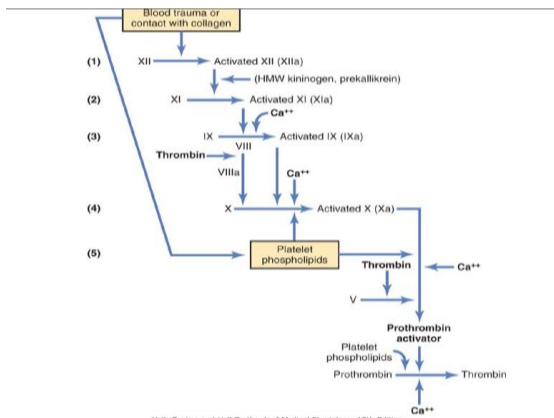 Blood trauma or
contact with collagen
(1) XII Activated XII (XIIa)
(HMW kininogen, prekallikrein)
(2) XI Activated XI (XIa)
Ca++
(3) IX Activated IX (IXa)
VIII
Thrombin
VIIIa Ca++
(4) X Activated X (Xa)
(5) Platelet
phospholipids
Thrombin Ca++
V
Prothrombin
activator
Platelet
phospholipids
Prothrombin Thrombin
Ca++